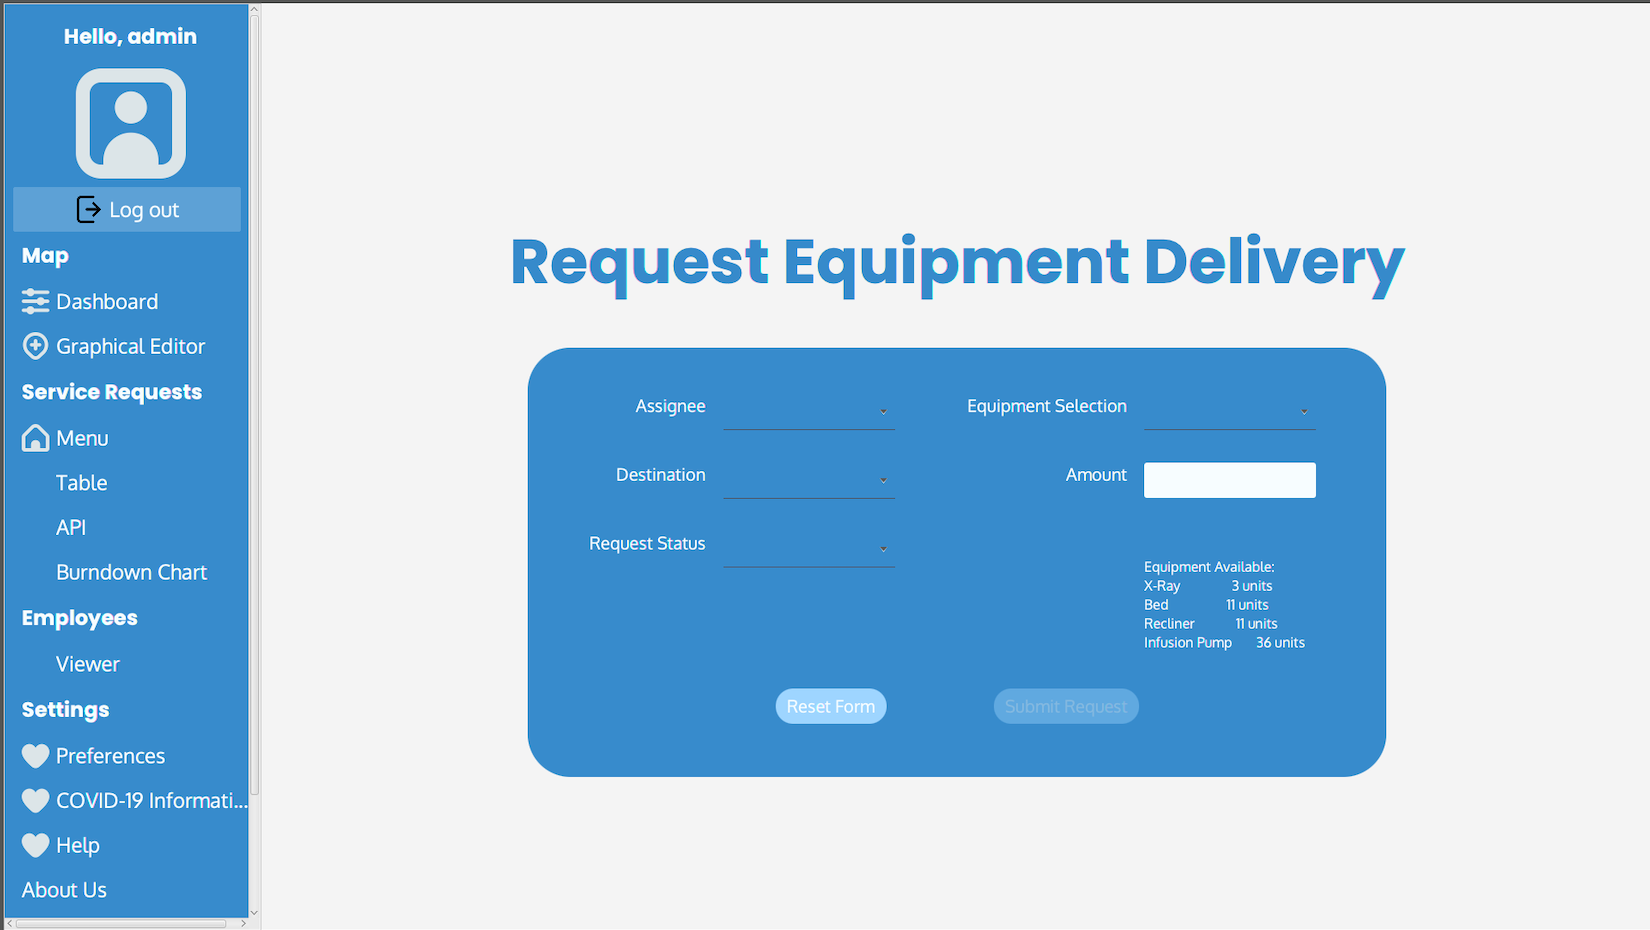 Hello, admin
Log out
Map
Dashboard
Graphical Editor
Service Requests
Menu
Table
API
Burndown Chart
Employees
Viewer
Settings
Preferences
COVID-19 Informati...
Help
About Us
Request Equipment Delivery
Assignee
Equipment Selection
Destination
Amount
Request Status
Equipment Available:
X-Ray 3 units
Bed 11 units
Recliner 11 units
Infusion Pump 36 units
Reset Form
Submit Request